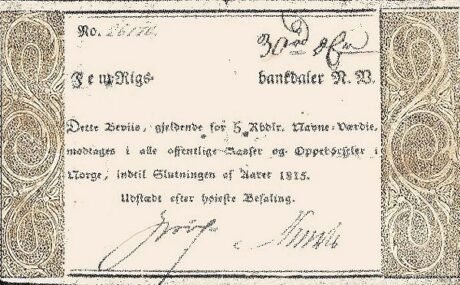 No.
Fem Rigs- bankdaler N. V.
Dette Beviis, gjeldende for 5 Rbdlr. Navne-Værdie,
modtages i alle offentlige Kasser og Oppebørsler i
Norge, indtil Slutningen af Aaret 1815.
Udstædt efter høieste Befaling.